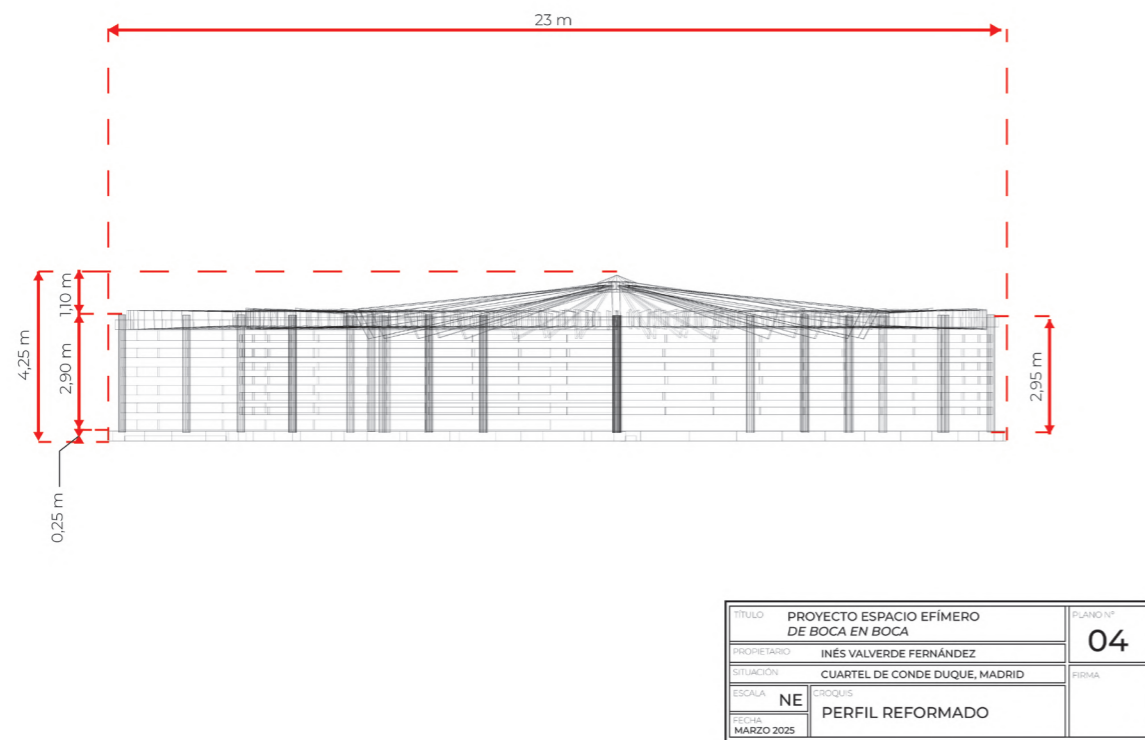 23 m
1,10 m
4,25 m
2,90 m
2,95 m
0,25 m
TÍTULO PROYECTO ESPACIO EFÍMERO
DE BOCA EN BOCA
PLANO Nº
04
PROPIETARIO INÉS VALVERDE FERNÁNDEZ
SITUACIÓN CUARTEL DE CONDE DUQUE, MADRID
FIRMA
ESCALA NE
CROQUIS
PERFIL REFORMADO
FECHA
MARZO 2025